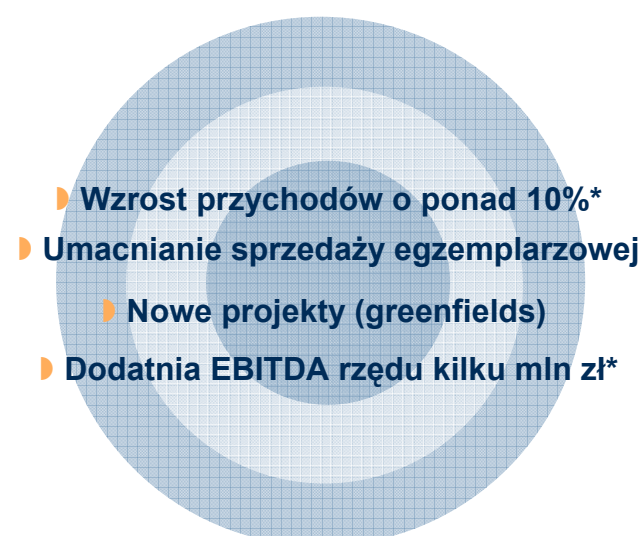 Wzrost przychodów o ponad 10%*
Umacnianie sprzedaży egzemplarzowej
Nowe projekty (greenfields)
Dodatnia EBITDA rzędu kilku mln zł*